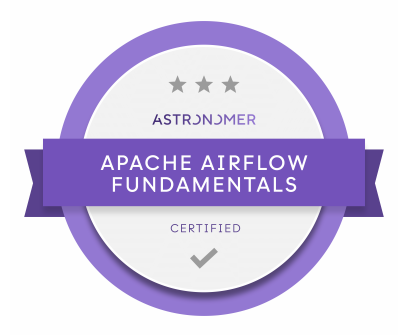 ASTRONOMER
APACHE AIRFLOW
FUNDAMENTALS
CERTIFIED